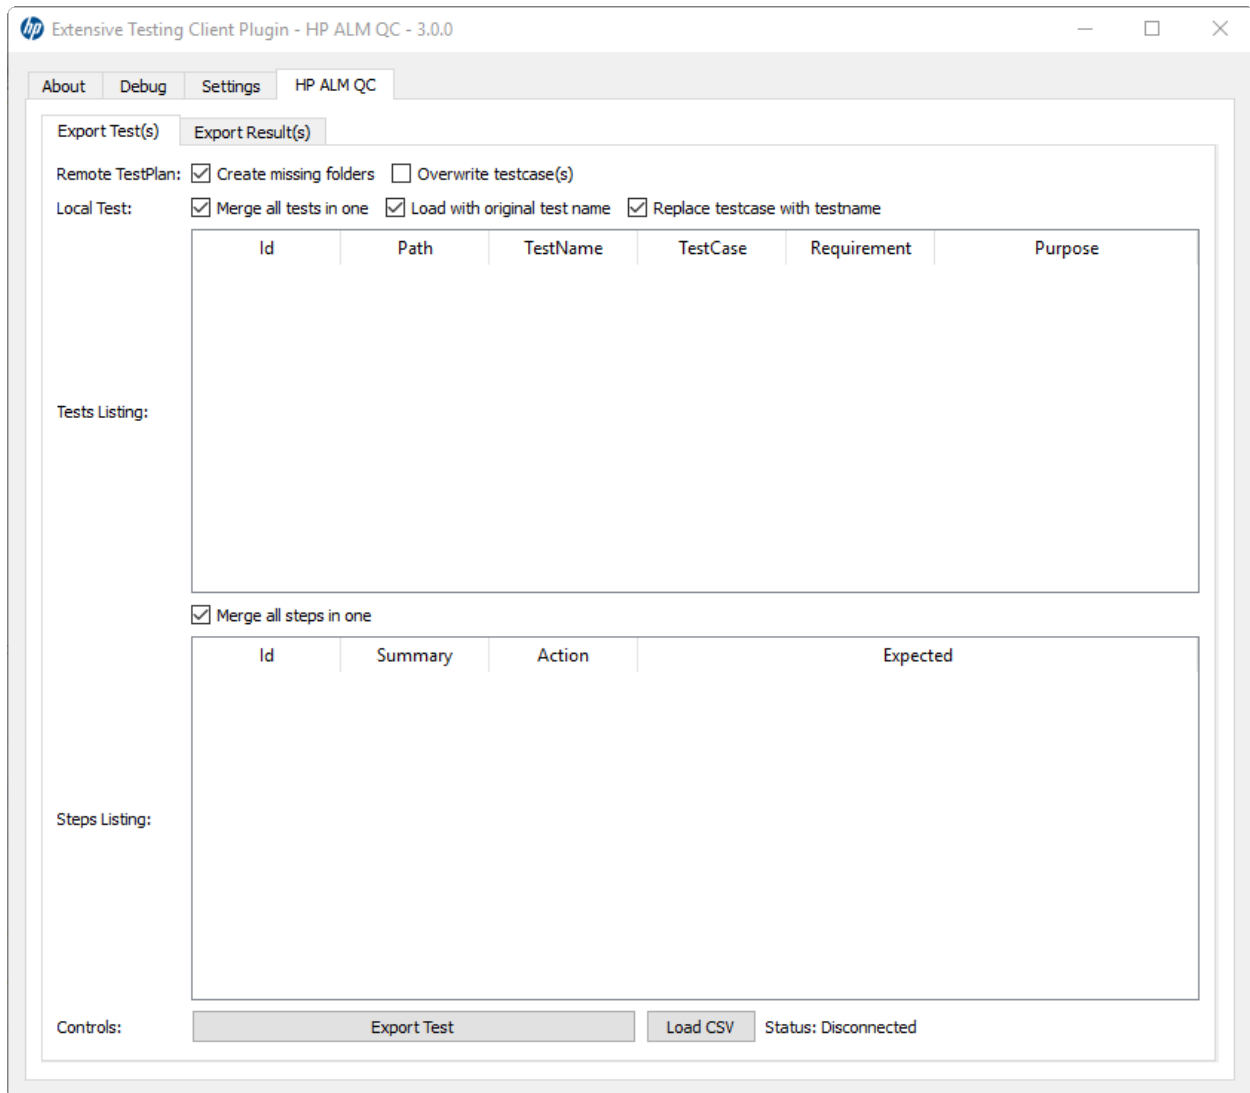 hp Extensive Testing Client Plugin - HP ALM QC - 3.0.0
About Debug Settings HP ALM QC
Export Test(s) Export Result(s)
Remote TestPlan: Create missing folders Overwrite testcase(s)
Local Test: Merge all tests in one Load with original test name Replace testcase with testname
Id Path TestName TestCase Requirement Purpose
Tests Listing:
Merge all steps in one
Id Summary Action Expected
Steps Listing:
Controls: Export Test Load CSV Status: Disconnected